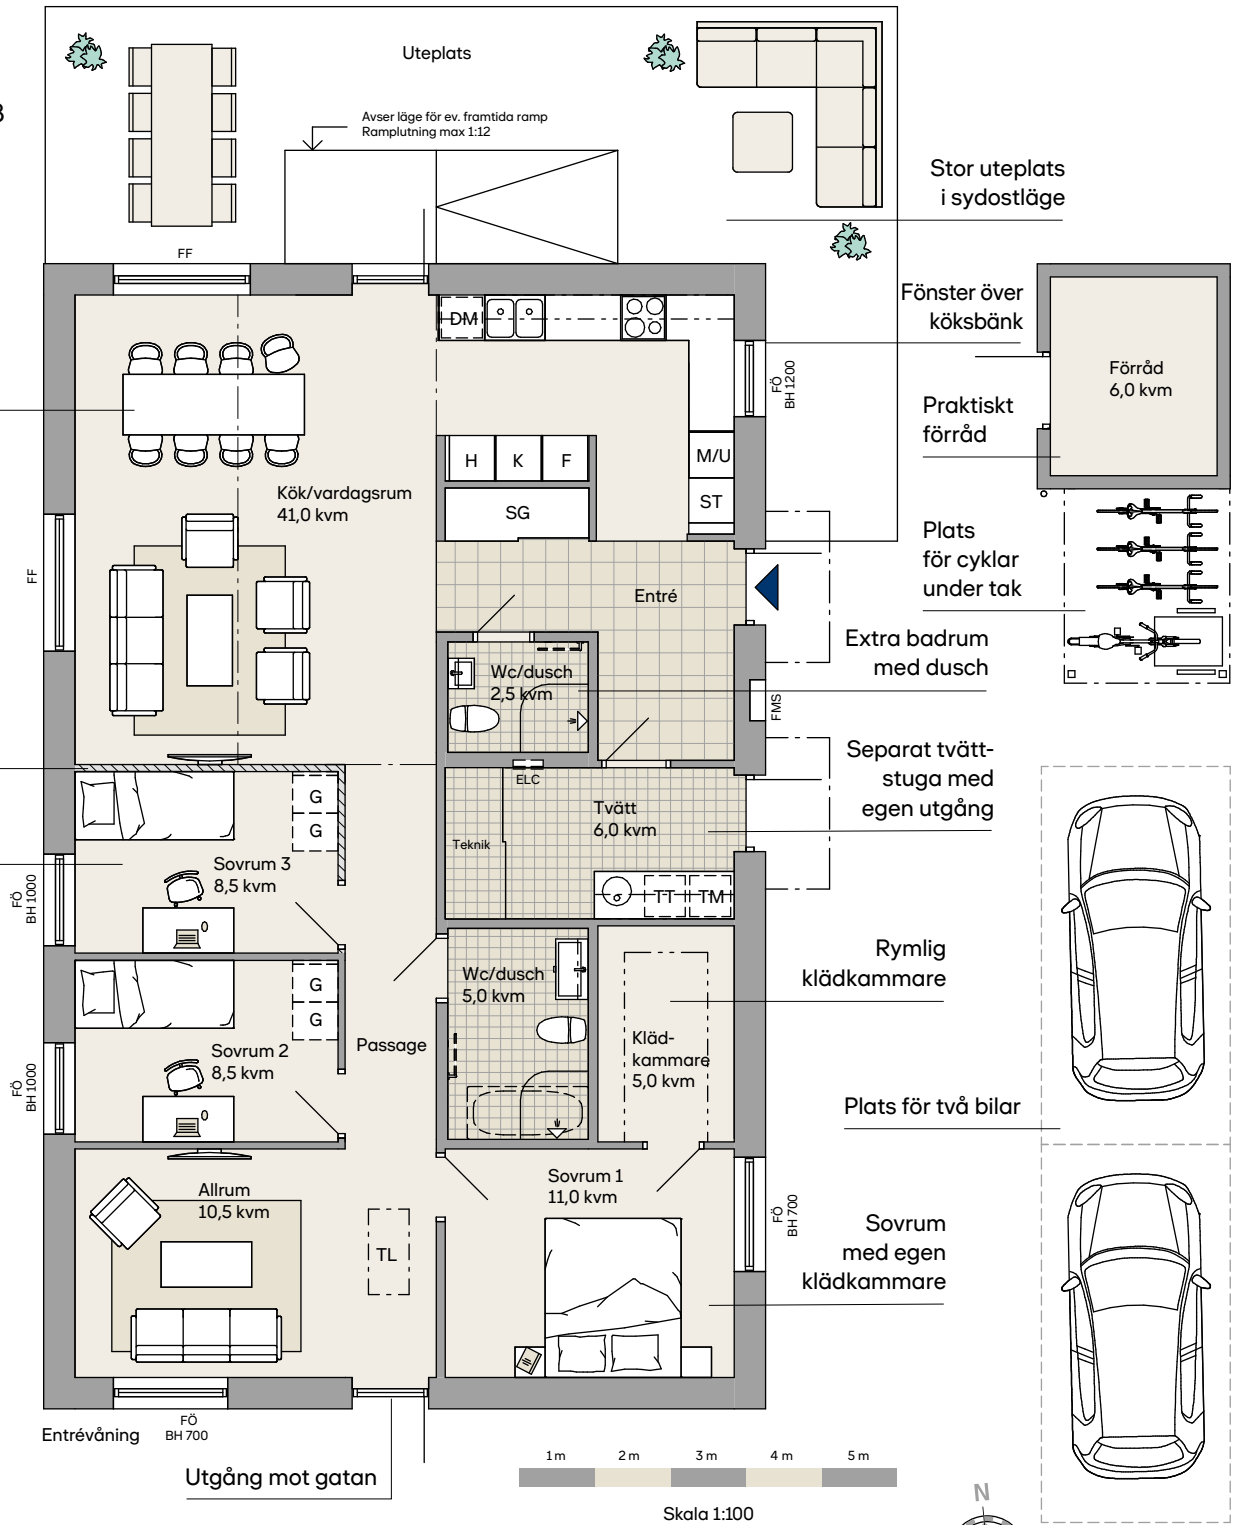 Uteplats
Avser läge för ev. framtida ramp
Ramplutning max 1:12
3
Stor uteplats
i sydostläge
FF
Fönster över
köksbänk
DM
FÖ
BH 1200
Förråd
6,0 kvm
Praktiskt
förråd
H
K
F
M/U
Kök/vardagsrum
41,0 kvm
SG
ST
Plats
för cyklar
under tak
FF
Entré
Extra badrum
med dusch
Wc/dusch
2,5 kvm
FMS
Separat tvätt-
stuga med
egen utgång
ELC
G
G
Tvätt
6,0 kvm
Teknik
Sovrum 3
8,5 kvm
FÖ
BH 1000
TT
TM
Rymlig
klädkammare
Wc/dusch
5,0 kvm
G
G
Passage
Kläd-
kammare
5,0 kvm
Sovrum 2
8,5 kvm
FÖ
BH 1000
Plats för två bilar
Sovrum 1
11,0 kvm
Allrum
10,5 kvm
FÖ
BH 700
Sovrum
med egen
klädkammare
TL
Entrévåning
FÖ
BH 700
Utgång mot gatan
1 m
2 m
3 m
4 m
5 m
Skala 1:100
N